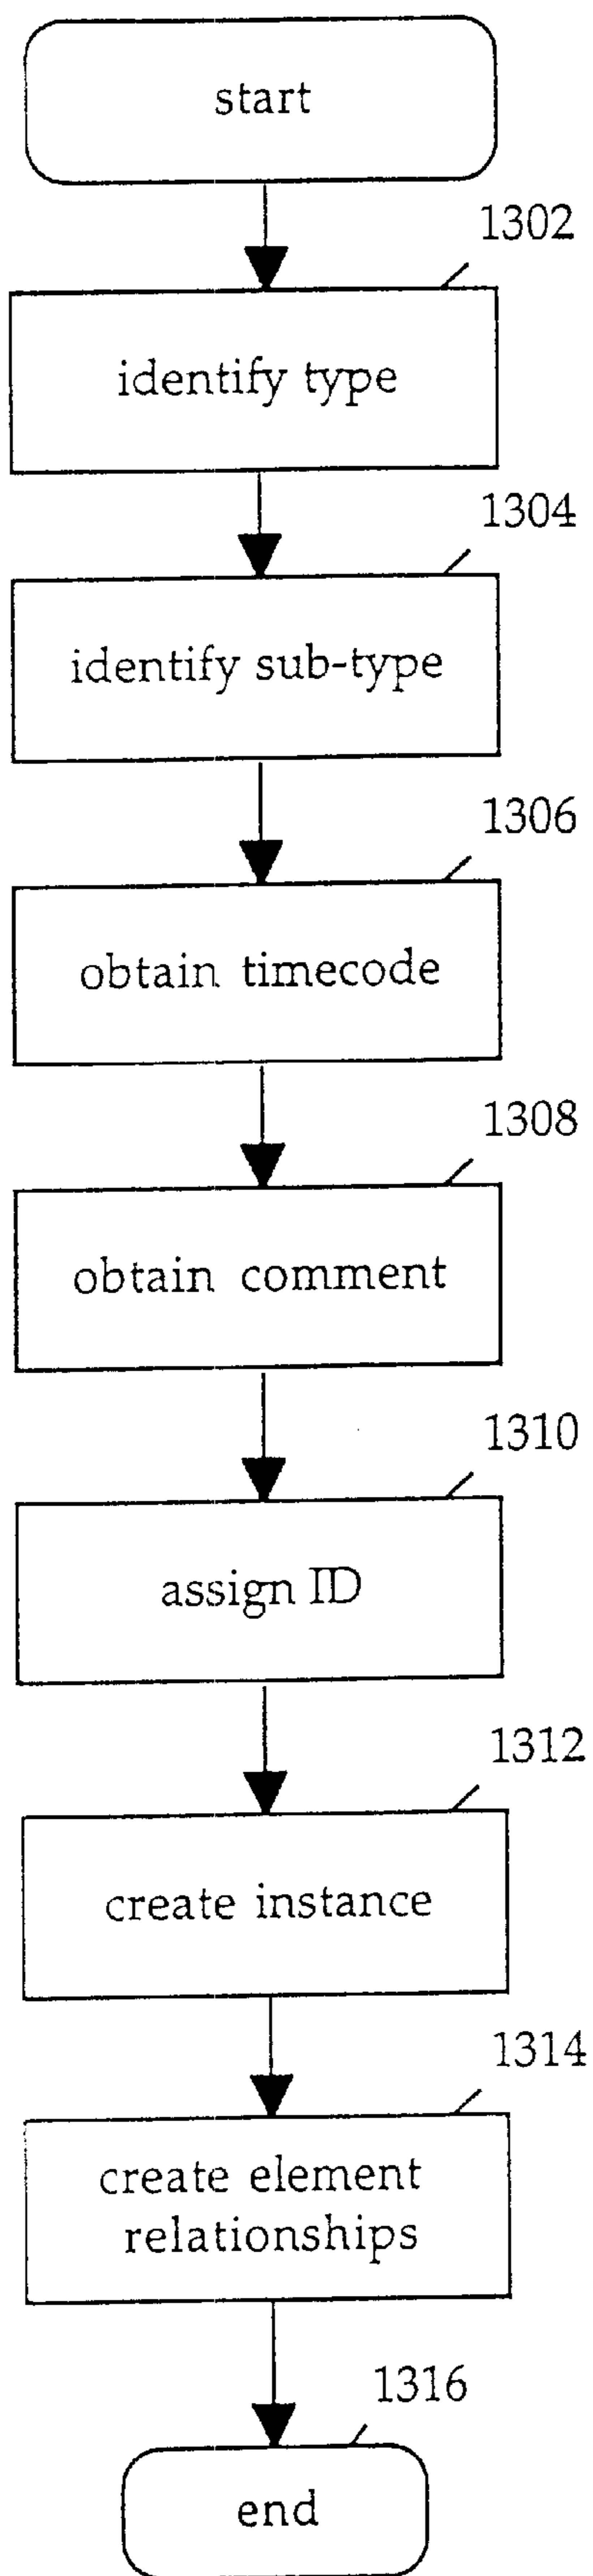 start
1302
identify type
1304
identify sub-type
1306
obtain timecode
1308
obtain comment
1310
assign ID
1312
create instance
1314
create element
relationships
1316
end